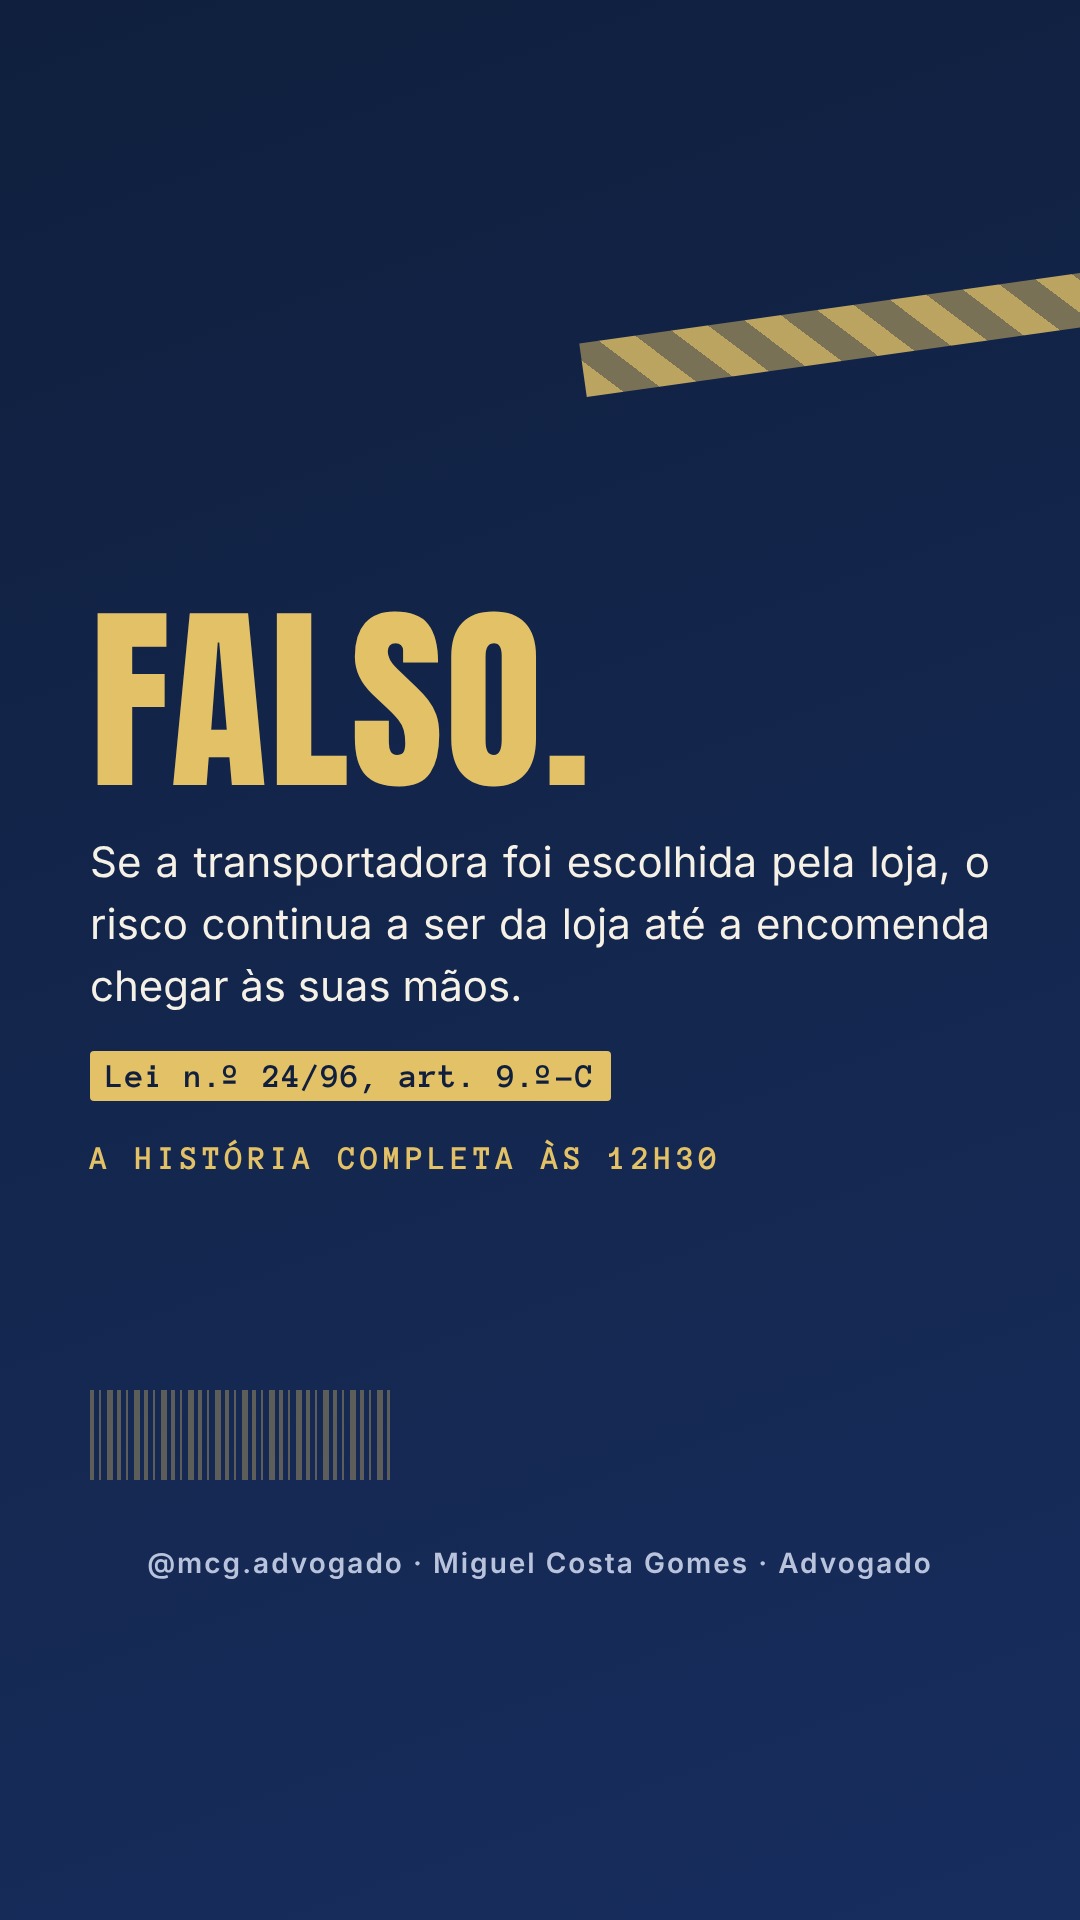 FALSO.
Se a transportadora foi escolhida pela loja, o
risco continua a ser da loja até a encomenda
chegar às suas mãos.
Lei n.º 24/96, art. 9.º-C
A HISTÓRIA COMPLETA ÀS 12H30
@mcg.advogado · Miguel Costa Gomes · Advogado